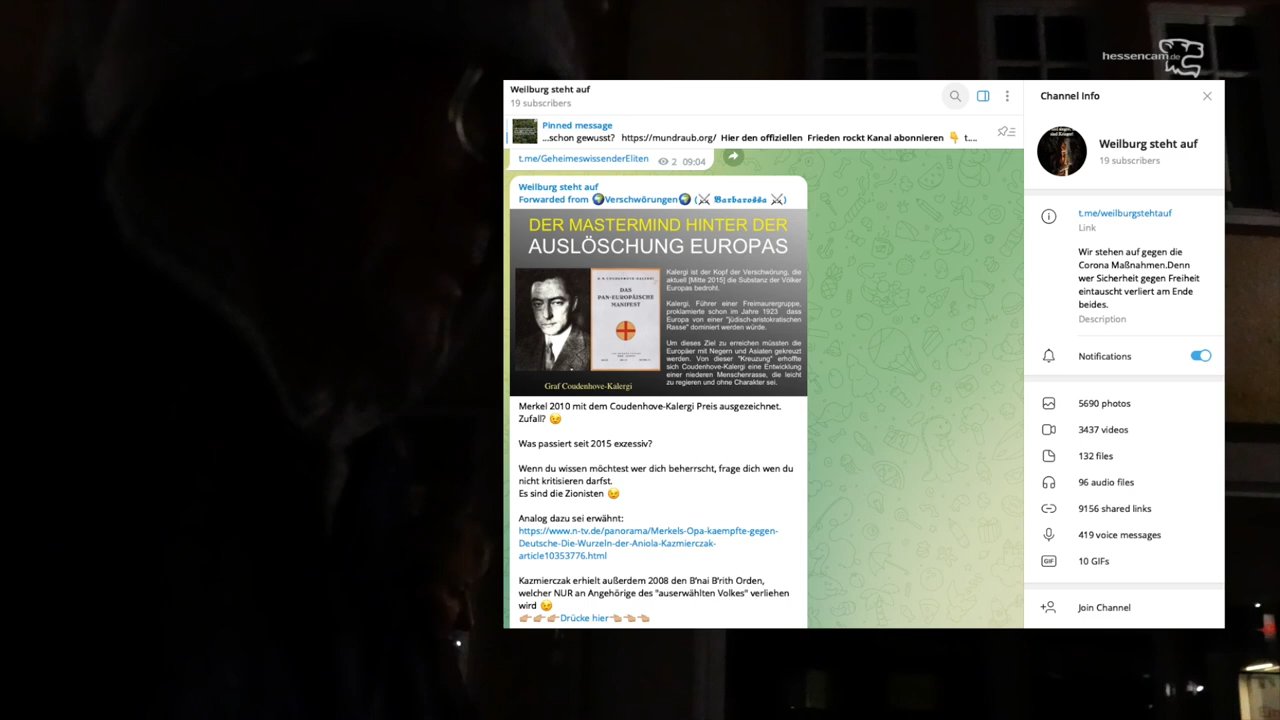 hessencam.de
Weilburg steht auf
19 subscribers
Pinned message
...schon gewusst? https://mundraub.org/ Hier den offiziellen Frieden rockt Kanal abonnieren 👇 t....
t.me/GeheimeswissenderEliten 2 09:04
Weilburg steht auf
Forwarded from 🌍Verschwörungen🌍 (⚔ 𝕭𝖆𝖗𝖇𝖆𝖗𝖔𝖘𝖘𝖆 ⚔)
DER MASTERMIND HINTER DER
AUSLÖSCHUNG EUROPAS
R. N. COUDENHOVE-KALERGI
DAS
PAN-EUROPÄISCHE
MANIFEST
Graf Coudenhove-Kalergi
Kalergi ist der Kopf der Verschwörung, die
aktuell [Mitte 2015] die Substanz der Völker
Europas bedroht.
Kalergi, Führer einer Freimaurergruppe,
proklamierte schon im Jahre 1923 dass
Europa von einer "jüdisch-aristokratischen
Rasse" dominiert werden würde.
Um dieses Ziel zu erreichen müssten die
Europäer mit Negern und Asiaten gekreuzt
werden. Von dieser "Kreuzung" erhoffte
sich Coudenhove-Kalergi eine Entwicklung
einer niederen Menschenrasse, die leicht
zu regieren und ohne Charakter sei.
Merkel 2010 mit dem Coudenhove-Kalergi Preis ausgezeichnet.
Zufall? 😉
Was passiert seit 2015 exzessiv?
Wenn du wissen möchtest wer dich beherrscht, frage dich wen du
nicht kritisieren darfst.
Es sind die Zionisten 😉
Analog dazu sei erwähnt:
https://www.n-tv.de/panorama/Merkels-Opa-kaempfte-gegen-
Deutsche-Die-Wurzeln-der-Aniola-Kazmierczak-
article10353776.html
Kazmierczak erhielt außerdem 2008 den B'nai B'rith Orden,
welcher NUR an Angehörige des "auserwählten Volkes" verliehen
wird 😉
👉🏼👉🏼👉🏼Drücke hier👈🏼👈🏼👈🏼
Channel Info
Weilburg steht auf
19 subscribers
t.me/weilburgstehtauf
Link
Wir stehen auf gegen die
Corona Maßnahmen.Denn
wer Sicherheit gegen Freiheit
eintauscht verliert am Ende
beides.
Description
Notifications
5690 photos
3437 videos
132 files
96 audio files
9156 shared links
419 voice messages
GIF 10 GIFs
Join Channel